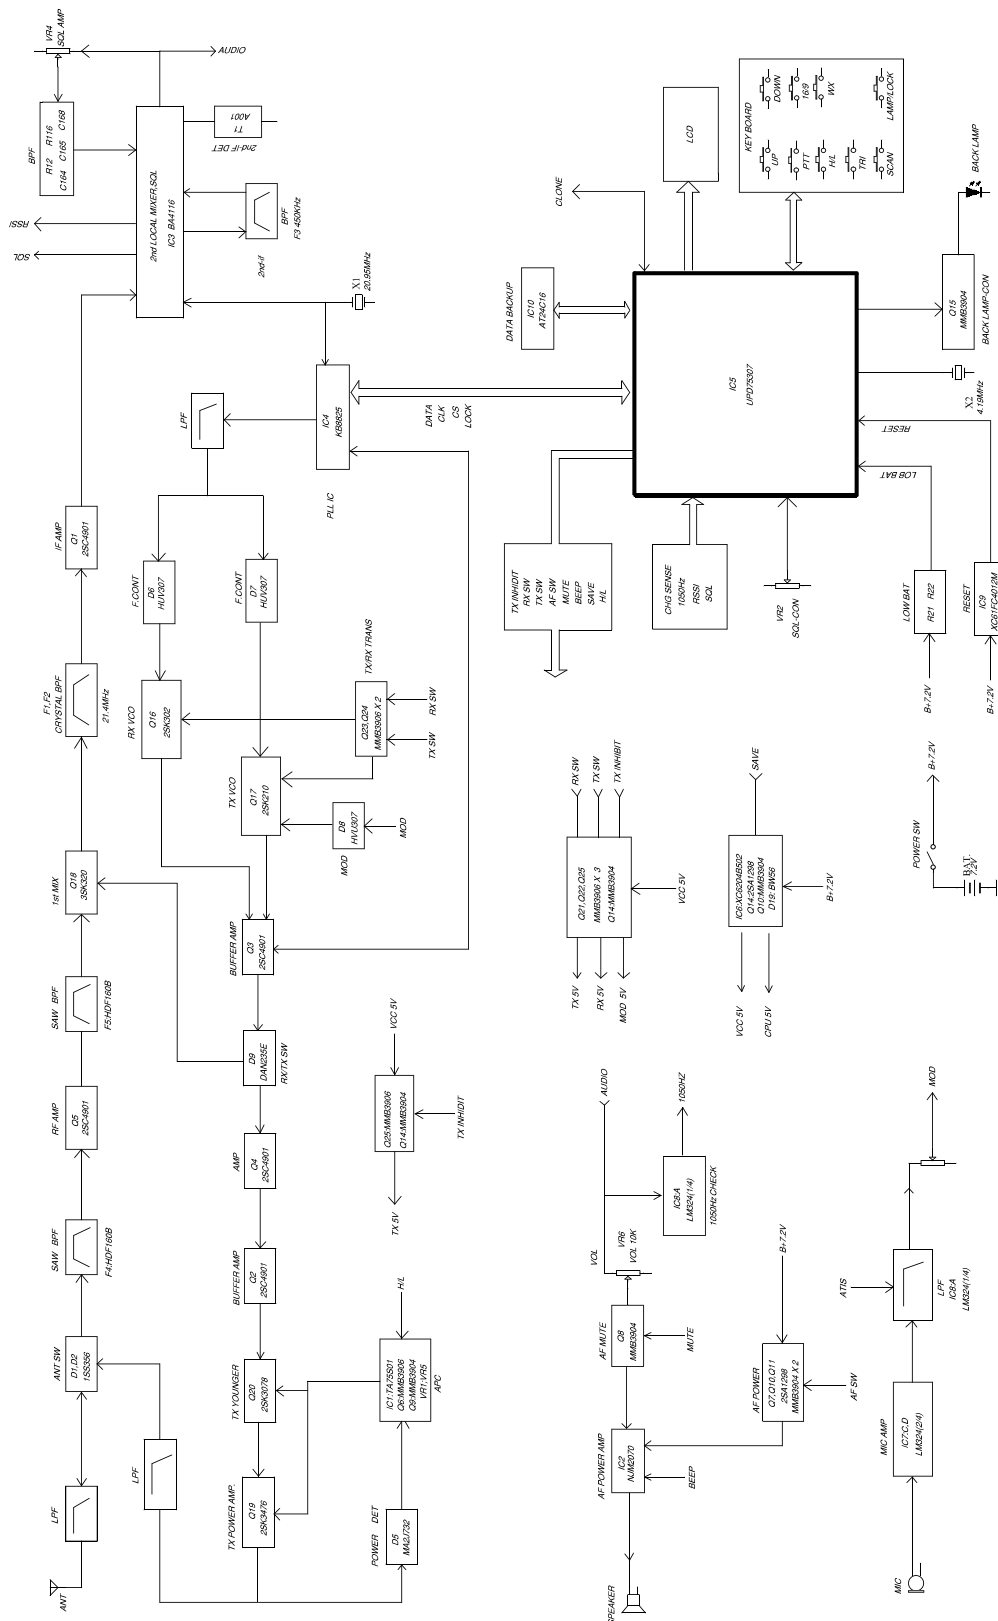 ANT
LPF
ANT SW
D1,D2
1SS356
SAW BPF
F4:HDF160B
RF AMP
Q5
2SC4901
SAW BPF
F5:HDF160B
1st MIX
Q18
3SK320
F1,F2
CRYSTAL BPF
21.4MHz
IF AMP
Q1
2SC4901
SQL
RSSI
2nd LOCAL MIXER,SQL
IC3 BA4116
BPF
R12 R116
C164 C165 C168
VR4
SQL AMP
AUDIO
2nd-IF DET
T1
A001
2nd-if
BPF
F3 450KHz
X1
20.95MHz
LPF
TX POWER AMP.
Q19
2SK3476
TX YOUNGER
Q20
2SK3078
BUFFER AMP
Q2
2SC4901
AMP
Q4
2SC4901
D9
DAN235E
RX/TX SW
BUFFER AMP
Q3
2SC4901
RX VCO
Q16
2SK302
TX VCO
Q17
2SK210
F.CONT
D6
HUV307
F.CONT
D7
HUV307
LPF
IC4
KB8825
PLL IC
DATA
CLK
CS
LOCK
MOD
D8
HVU307
MOD
TX/RX TRANS
Q23,Q24
MMB3906 X 2
TX SW
RX SW
POWER DET
D5
MA2J732
IC1:TA75S01
Q6:MMB3906
Q9:MMB3904
VR1:VR5
APC
H/L
TX 5V
Q25:MMB3906
Q14:MMB3904
VCC 5V
TX INHIDIT
DATA BACKUP
IC10
AT24C16
CLONE
LCD
KEY BOARD
UP
DOWN
PTT
16/9
H/L
WX
TRI
SCAN
LAMP/LOCK
IC5
UPD75307
BACK LAMP
Q15
MMB3904
BACK LAMP-CON
X2
4.19MHz
RESET
LOB BAT
TX INHIDIT
RX SW
TX SW
AF SW
MUTE
BEEP
SAVE
H/L
CHG SENSE
1050Hz
RSSI
SQL
VR2
SQL-CON
LOW BAT
R21 R22
B+7.2V
RESET
IC9
XC61FC4012M
B+7.2V
TX 5V
RX 5V
MOD 5V
Q21,Q22,Q25
MMB3906 X 3
Q14:MMB3904
RX SW
TX SW
TX INHIBIT
VCC 5V
VCC 5V
CPU 5V
IC6:XC6204B502
Q14:2SA1298
Q10:MMB3904
D19: BW56
SAVE
B+7.2V
POWER SW
B+7.2V
BAT.
7.2V
SPEAKER
AF POWER AMP
IC2
NJM2070
BEEP
AF MUTE
Q8
MMB3904
MUTE
VOL
VR6
VOL 10K
AUDIO
IC8:A
LM324(1/4)
1050Hz CHECK
1050HZ
AF POWER
Q7,Q10,Q11
2SA1298
MMB3904 X 2
B+7.2V
AF SW
MIC
MIC AMP
IC7:C,D
LM324(2/4)
ATIS
LPF
IC8:A
LM324(1/4)
MOD